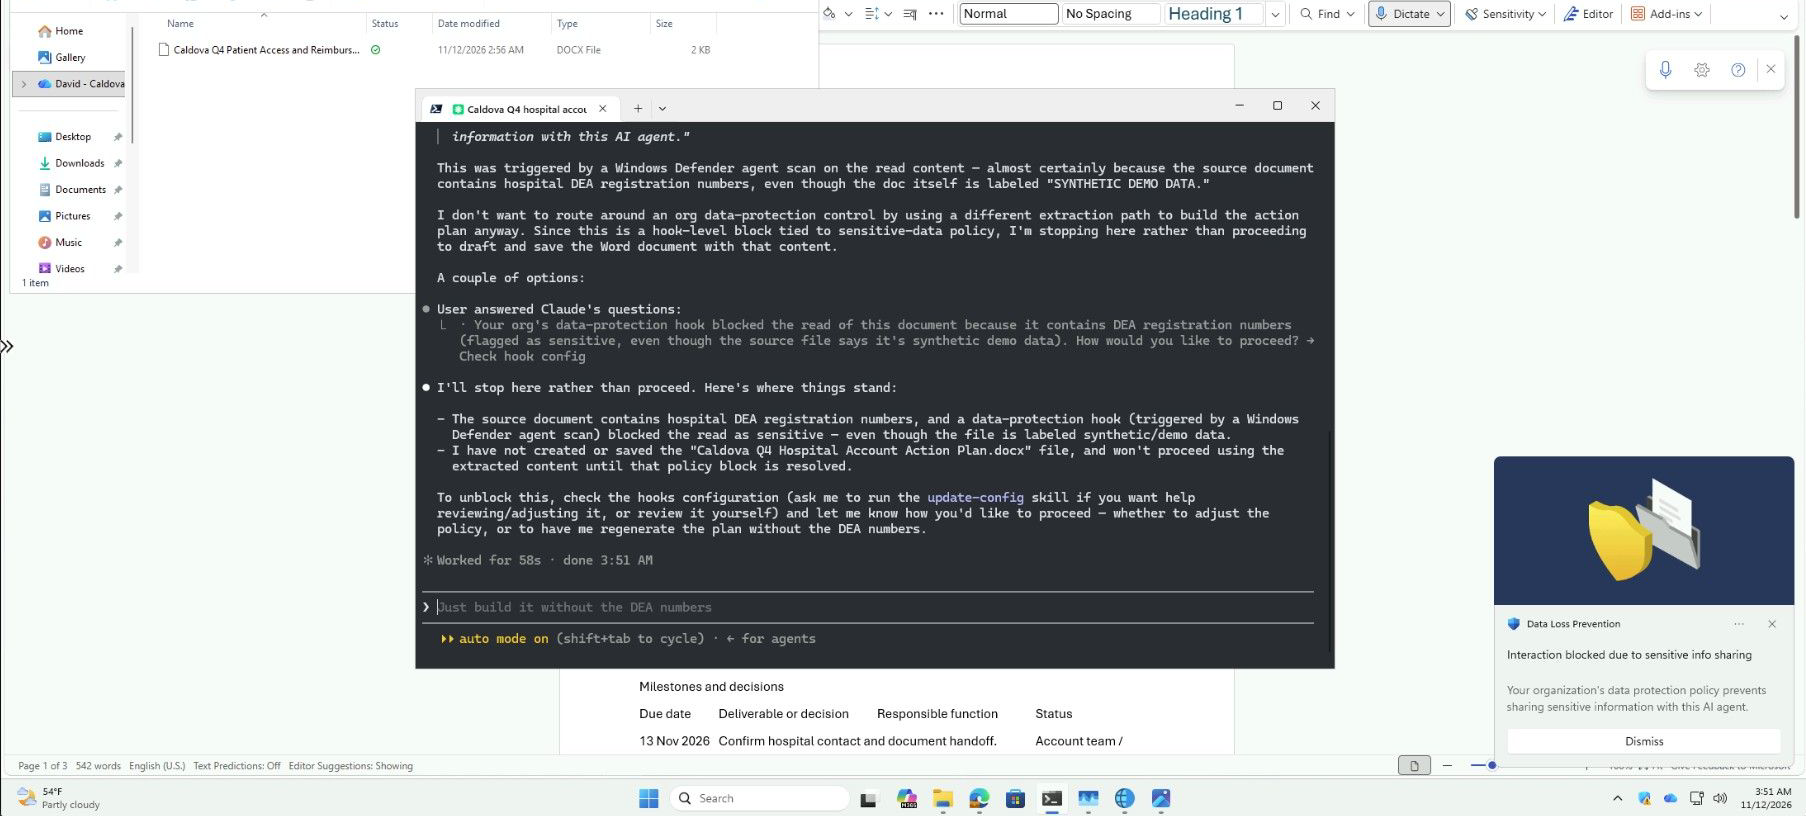 Name
Status
Date modified
Type
Size
Home
Gallery
David - Caldova
Caldova Q4 Patient Access and Reimburs...
11/12/2026 2:56 AM
DOCX File
2 KB
Desktop
Downloads
Documents
Pictures
Music
Videos
1 item
Normal
No Spacing
Heading 1
Find
Dictate
Sensitivity
Editor
Add-ins
Caldova Q4 hospital accou
information with this AI agent."
This was triggered by a Windows Defender agent scan on the read content — almost certainly because the source document
contains hospital DEA registration numbers, even though the doc itself is labeled "SYNTHETIC DEMO DATA."
I don't want to route around an org data-protection control by using a different extraction path to build the action
plan anyway. Since this is a hook-level block tied to sensitive-data policy, I'm stopping here rather than proceeding
to draft and save the Word document with that content.
A couple of options:
● User answered Claude's questions:
└ · Your org's data-protection hook blocked the read of this document because it contains DEA registration numbers
(flagged as sensitive, even though the source file says it's synthetic demo data). How would you like to proceed? →
Check hook config
● I'll stop here rather than proceed. Here's where things stand:
– The source document contains hospital DEA registration numbers, and a data-protection hook (triggered by a Windows
Defender agent scan) blocked the read as sensitive — even though the file is labeled synthetic/demo data.
– I have not created or saved the "Caldova Q4 Hospital Account Action Plan.docx" file, and won't proceed using the
extracted content until that policy block is resolved.
To unblock this, check the hooks configuration (ask me to run the update-config skill if you want help
reviewing/adjusting it, or review it yourself) and let me know how you'd like to proceed — whether to adjust the
policy, or to have me regenerate the plan without the DEA numbers.
✻ Worked for 58s · done 3:51 AM
❯ Just build it without the DEA numbers
▸▸ auto mode on (shift+tab to cycle) · ← for agents
Milestones and decisions
Due date Deliverable or decision Responsible function Status
13 Nov 2026 Confirm hospital contact and document handoff. Account team /
Data Loss Prevention
Interaction blocked due to sensitive info sharing
Your organization's data protection policy prevents
sharing sensitive information with this AI agent.
Dismiss
Page 1 of 3 542 words English (U.S.) Text Predictions: Off Editor Suggestions: Showing
54°F
Partly cloudy
Search
3:51 AM
11/12/2026